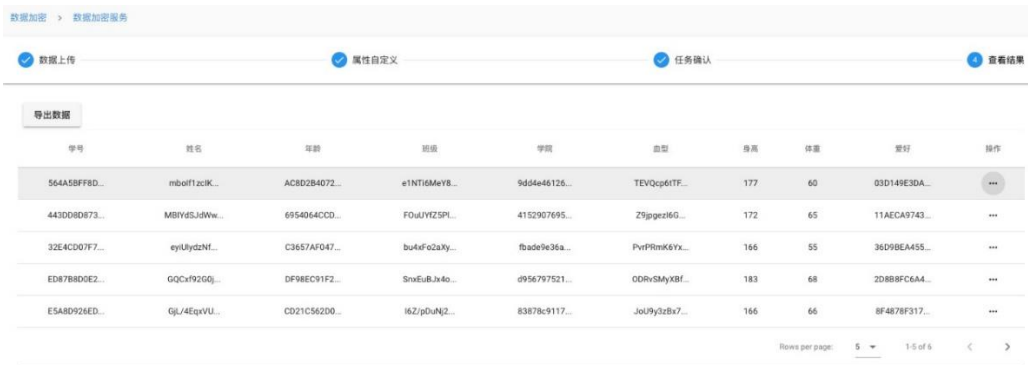 数据加密 > 数据加密服务
数据上传 属性自定义 任务确认 4 查看结果
导出数据
学号 姓名 年龄 班级 学院 血型 身高 体重 爱好 操作
564A5BFF8D... mbolf1zclK... AC8D2B4072... e1NTi6MeY8... 9dd4e46126... TEVQcp6tTF... 177 60 03D149E3DA... ...
443DD8D873... MBIYdSJdWw... 6954064CCD... FOuUYfZ5Pl... 4152907695... Z9jpgezI6G... 172 65 11AECA9743... ...
32E4CD07F7... eyiUlydzNf... C3657AF047... bu4xFo2aXy... fbade9e36a... PvrPRmK6Yx... 166 55 36D9BEA455... ...
ED87B8D0E2... GQCxf92G0j... DF98EC91F2... SnxEuBJx4o... d956797521... ODRvSMyXBf... 183 68 2D8B8FC6A4... ...
E5A8D926ED... GjL/4EqxVU... CD21C562D0... I6Z/pDuNj2... 83878c9117... JoU9y3zBx7... 166 66 8F4878F317... ...
Rows per page: 5 1-5 of 6 < >